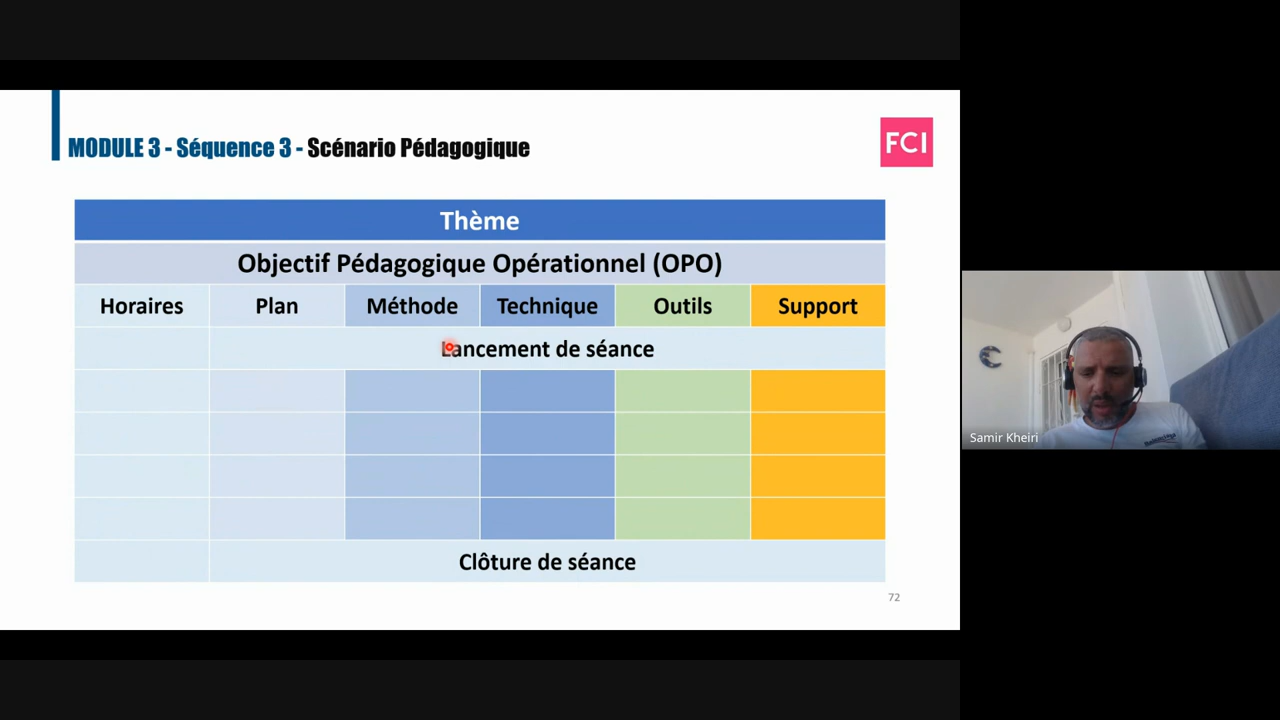 MODULE 3 - Séquence 3 - Scénario Pédagogique
FCI
Thème
Objectif Pédagogique Opérationnel (OPO)
Horaires Plan Méthode Technique Outils Support
Lancement de séance
Clôture de séance
72
Samir Kheiri